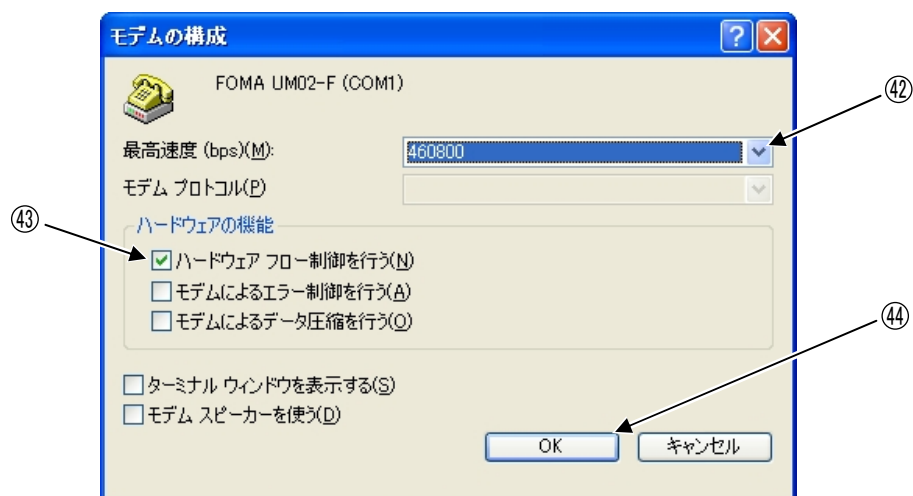 モデムの構成
FOMA UM02-F (COM1)
㊷
最高速度 (bps)(M):
460800
モデム プロトコル(P)
㊸
ハードウェアの機能
ハードウェア フロー制御を行う(N)
モデムによるエラー制御を行う(A)
モデムによるデータ圧縮を行う(O)
㊹
ターミナル ウィンドウを表示する(S)
モデム スピーカーを使う(D)
OK
キャンセル